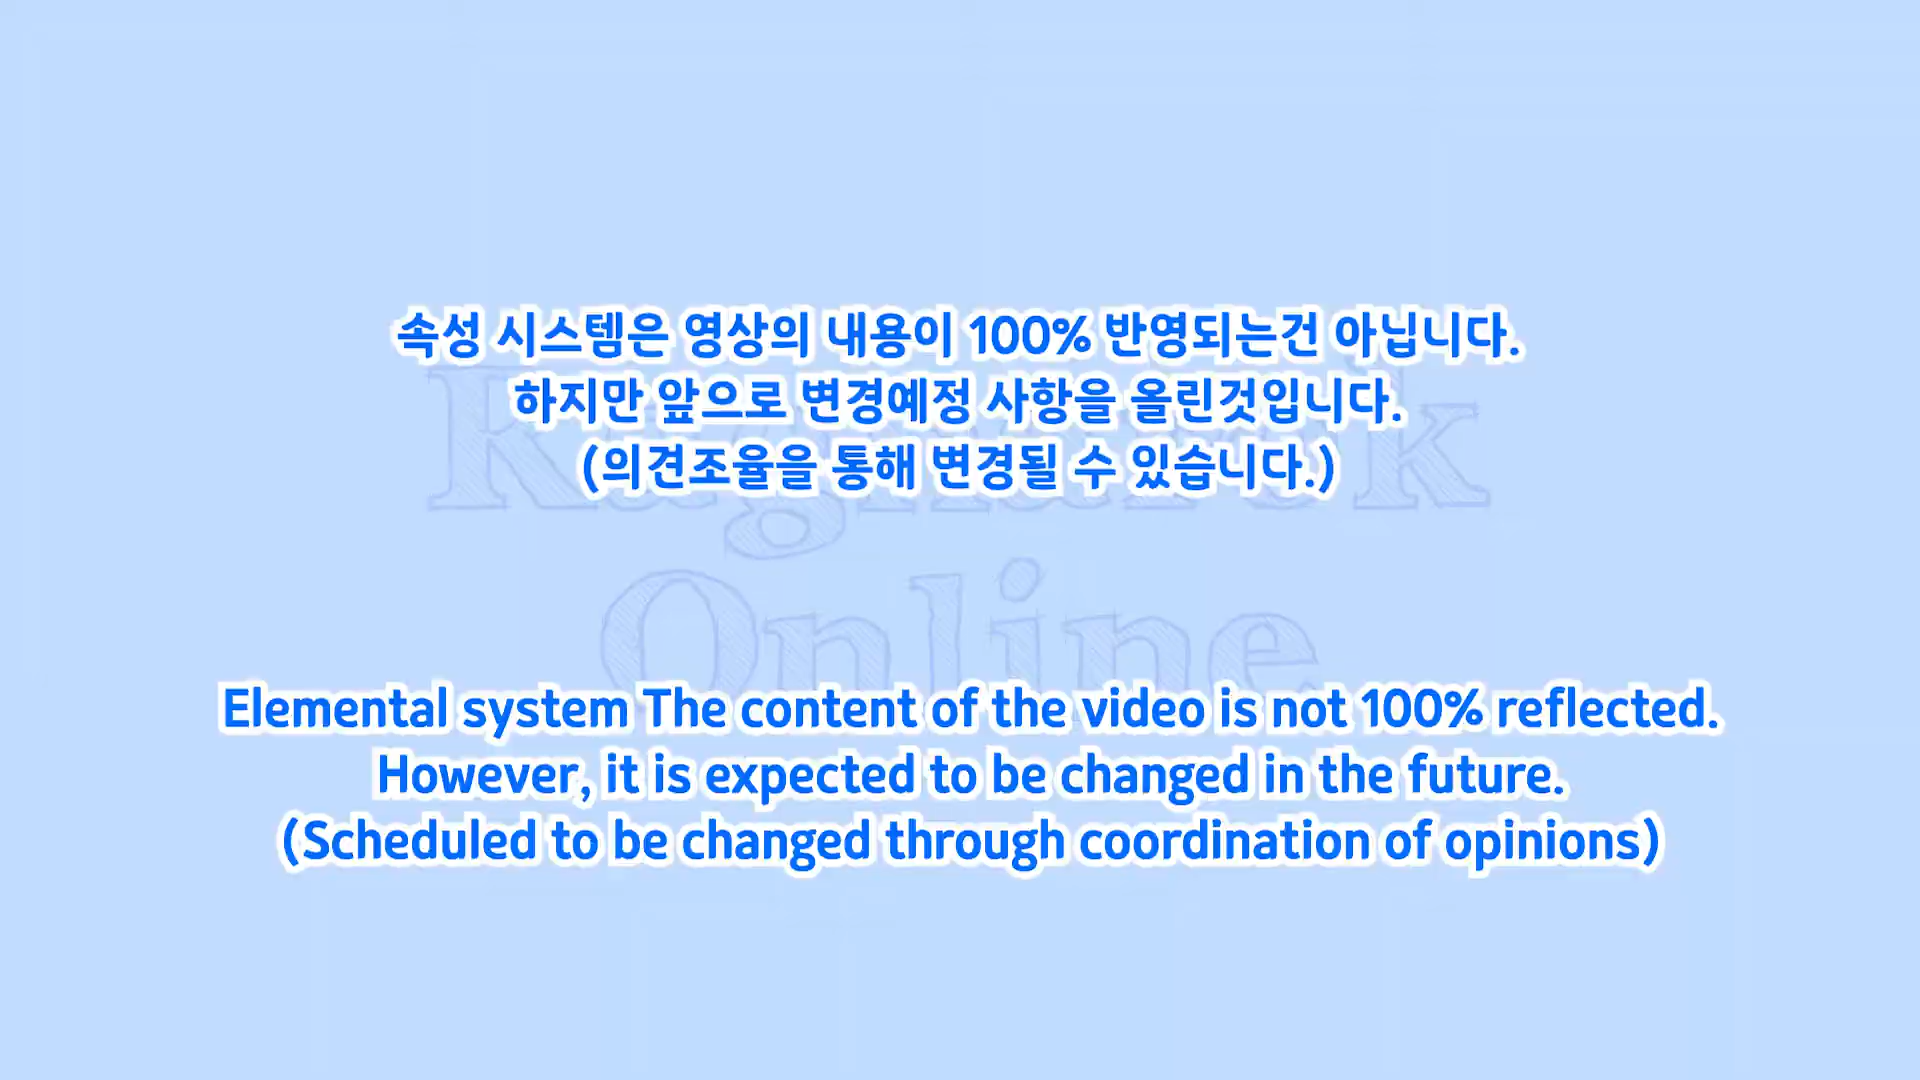 속성 시스템은 영상의 내용이 100% 반영되는건 아닙니다.
하지만 앞으로 변경예정 사항을 올린것입니다.
(의견조율을 통해 변경될 수 있습니다.)
Ragnarok
Online
Elemental system The content of the video is not 100% reflected.
However, it is expected to be changed in the future.
(Scheduled to be changed through coordination of opinions)